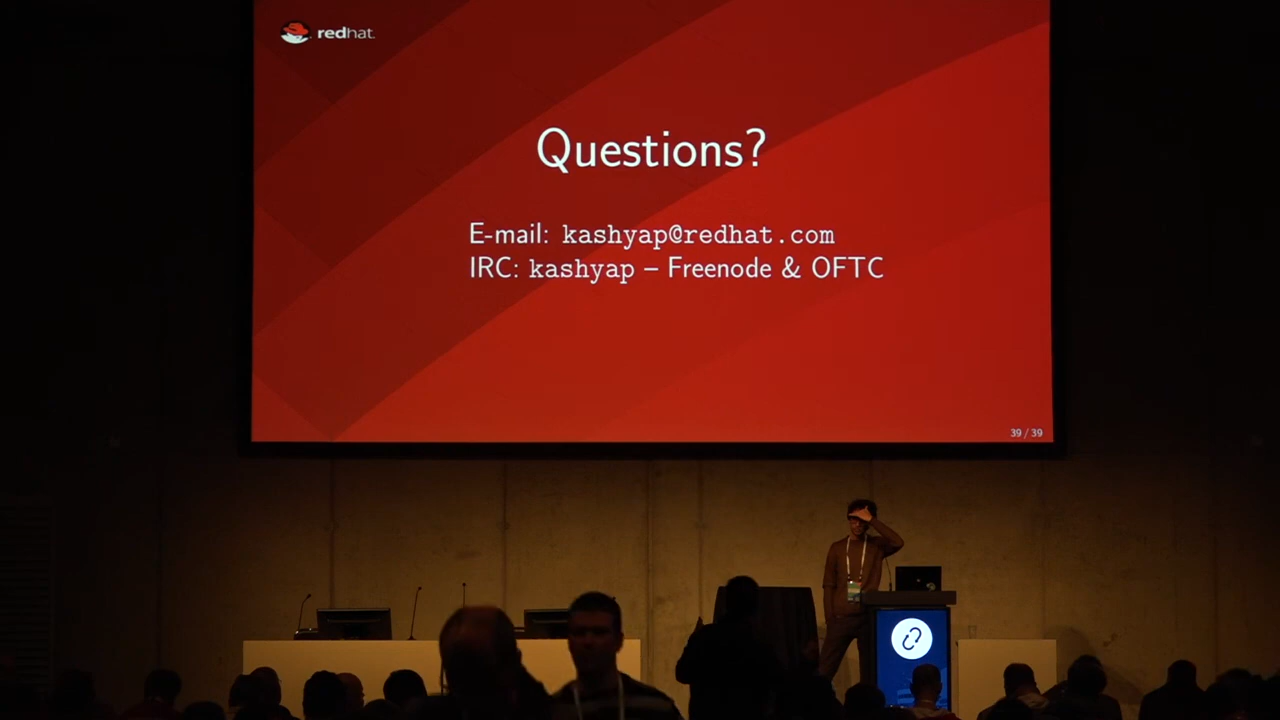 redhat.
Questions?
E-mail: kashyap@redhat.com
IRC: kashyap – Freenode & OFTC
39 / 39